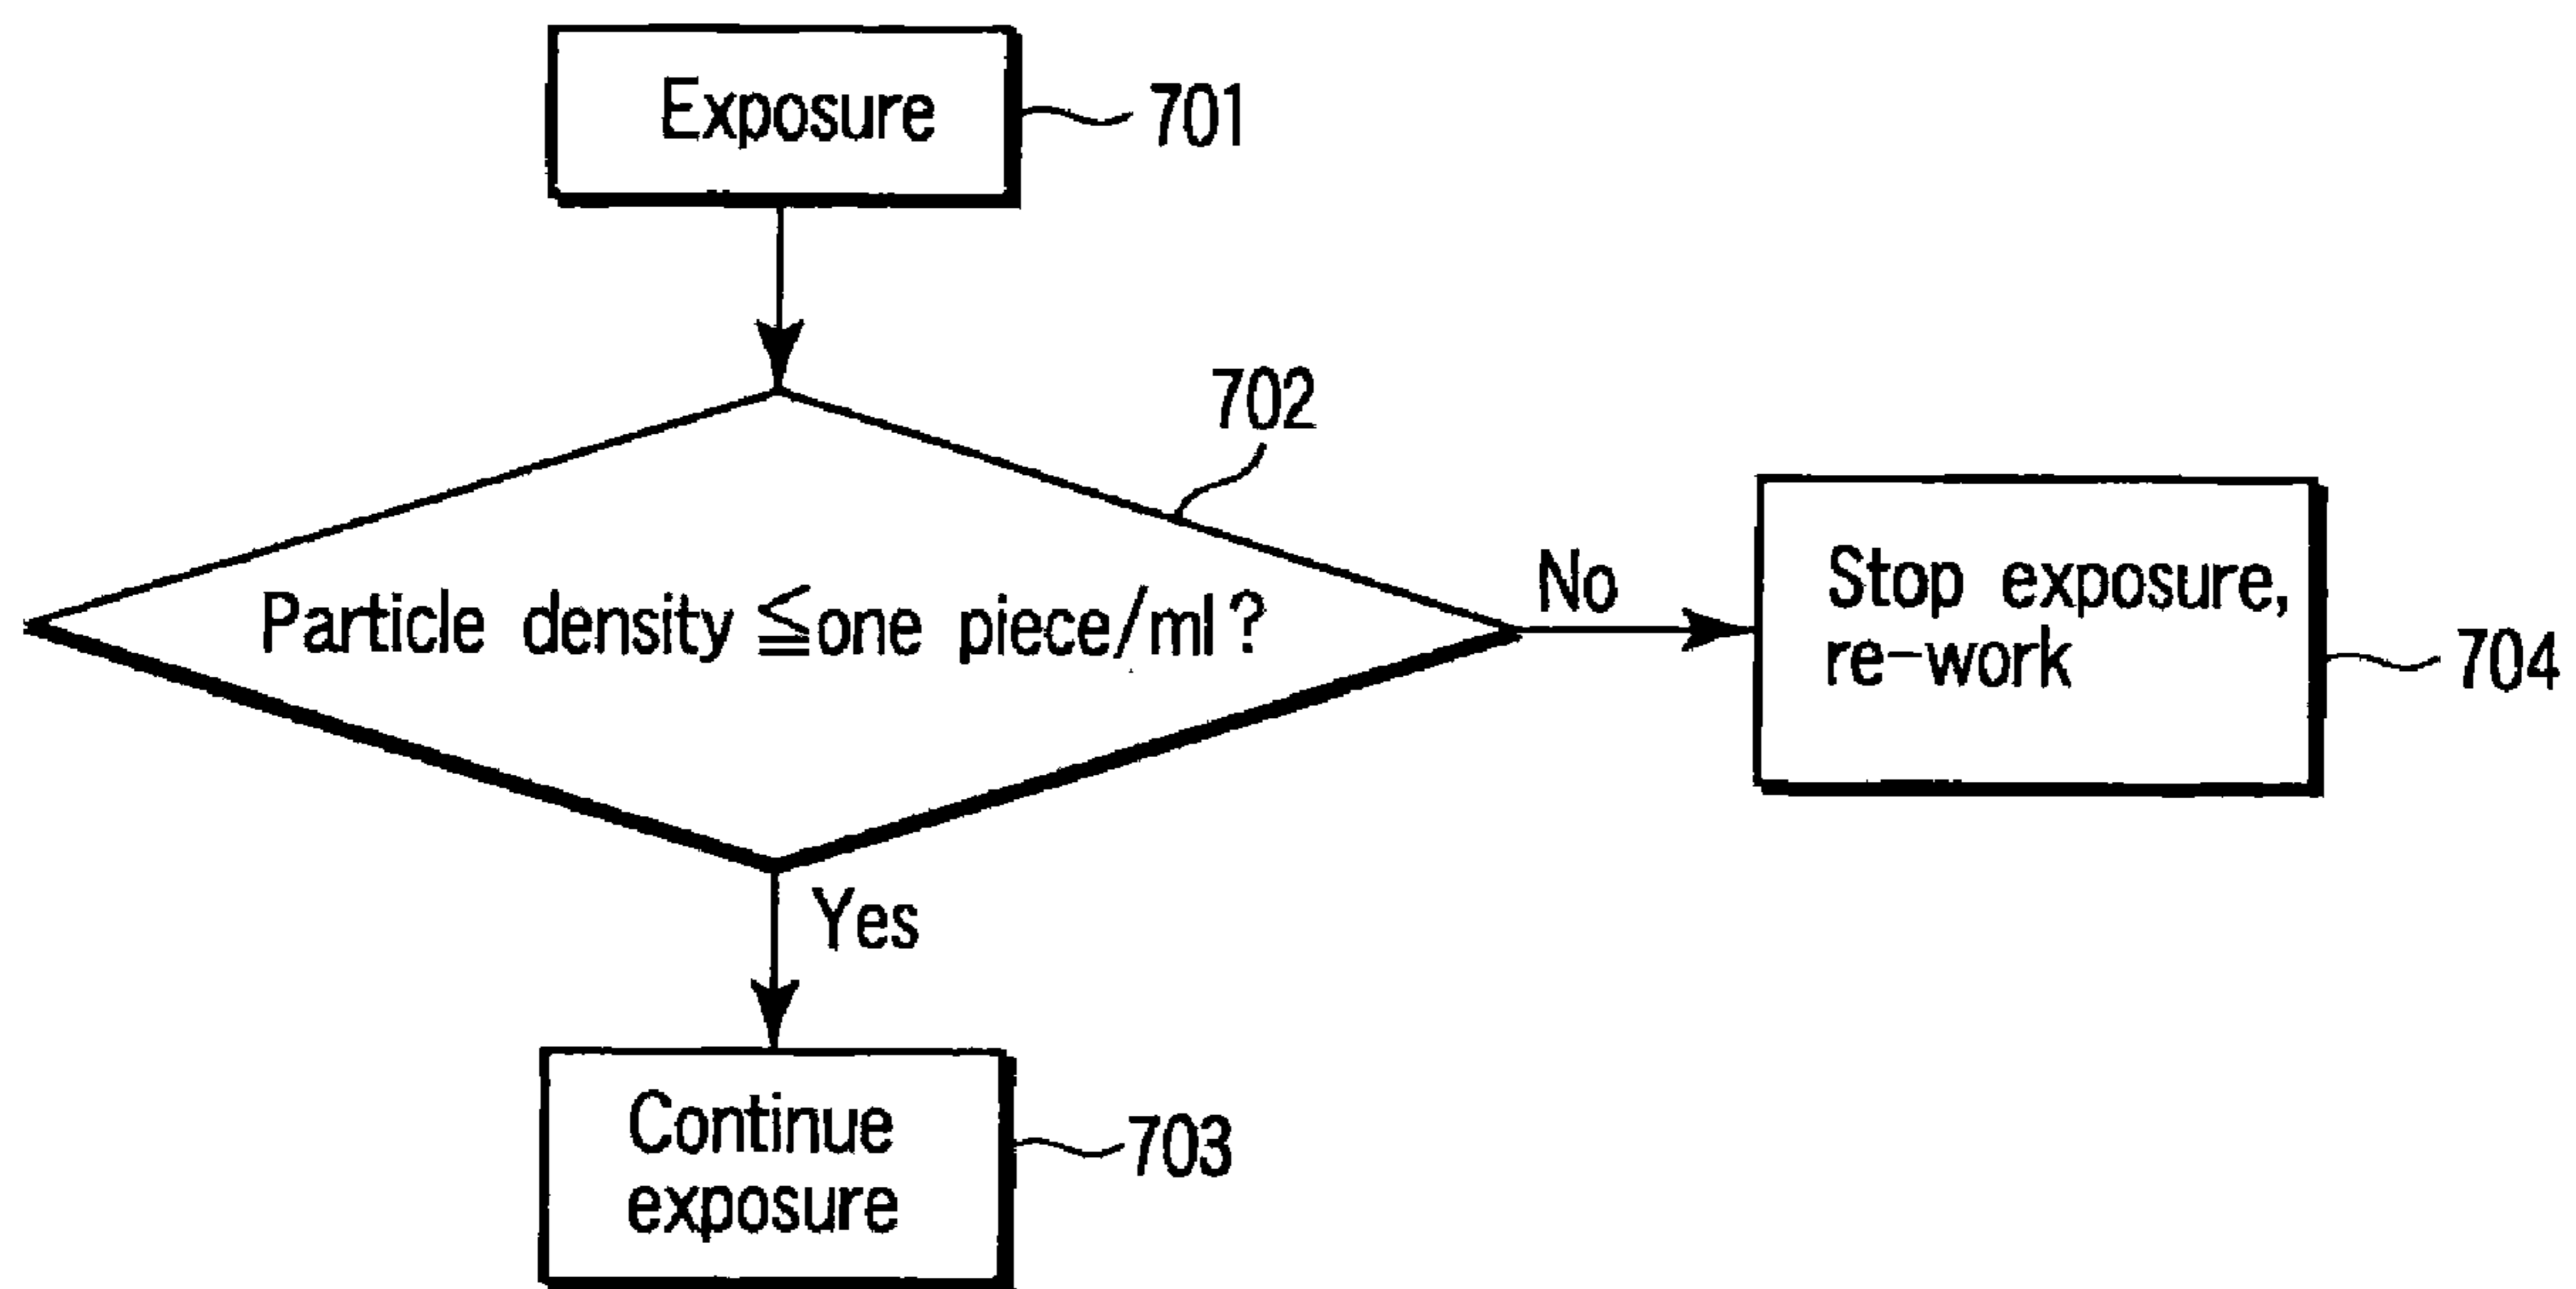 Exposure
701
702
Particle density ≦one piece/ml?
No
Stop exposure,
re-work
704
Yes
Continue
exposure
703